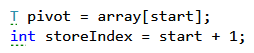 T pivot = array[start];
int storeIndex = start + 1;